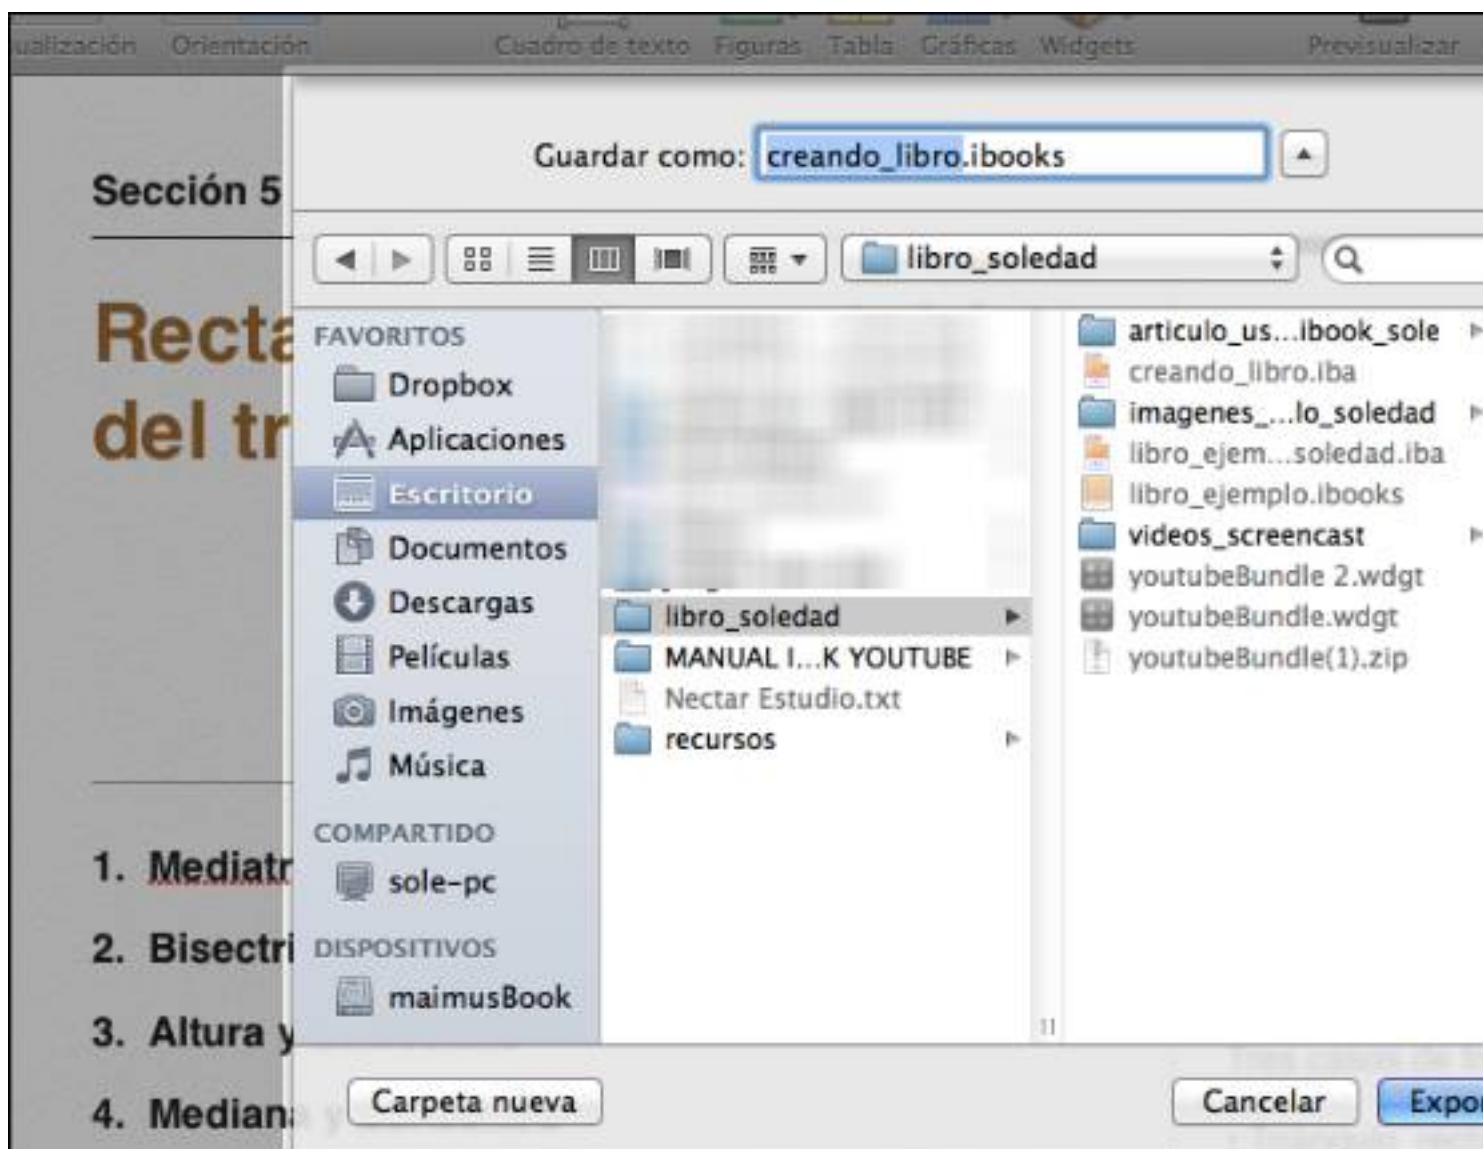 ualización Orientación Cuadro de texto Figuras Tabla Gráficas Widgets Previsualizar
Guardar como: creando_libro.ibooks
Sección 5
libro_soledad
Recta
del tr
FAVORITOS
Dropbox
Aplicaciones
Escritorio
Documentos
Descargas
Películas
Imágenes
Música
COMPARTIDO
sole-pc
DISPOSITIVOS
maimusBook
libro_soledad
MANUAL I...K YOUTUBE
Nectar Estudio.txt
recursos
articulo_us...ibook_sole
creando_libro.iba
imagenes_...lo_soledad
libro_ejem...soledad.iba
libro_ejemplo.ibooks
videos_screencast
youtubeBundle 2.wdgt
youtubeBundle.wdgt
youtubeBundle(1).zip
1. Mediatr
2. Bisectri
3. Altura y
4. Mediana y
Carpeta nueva Cancelar Expor